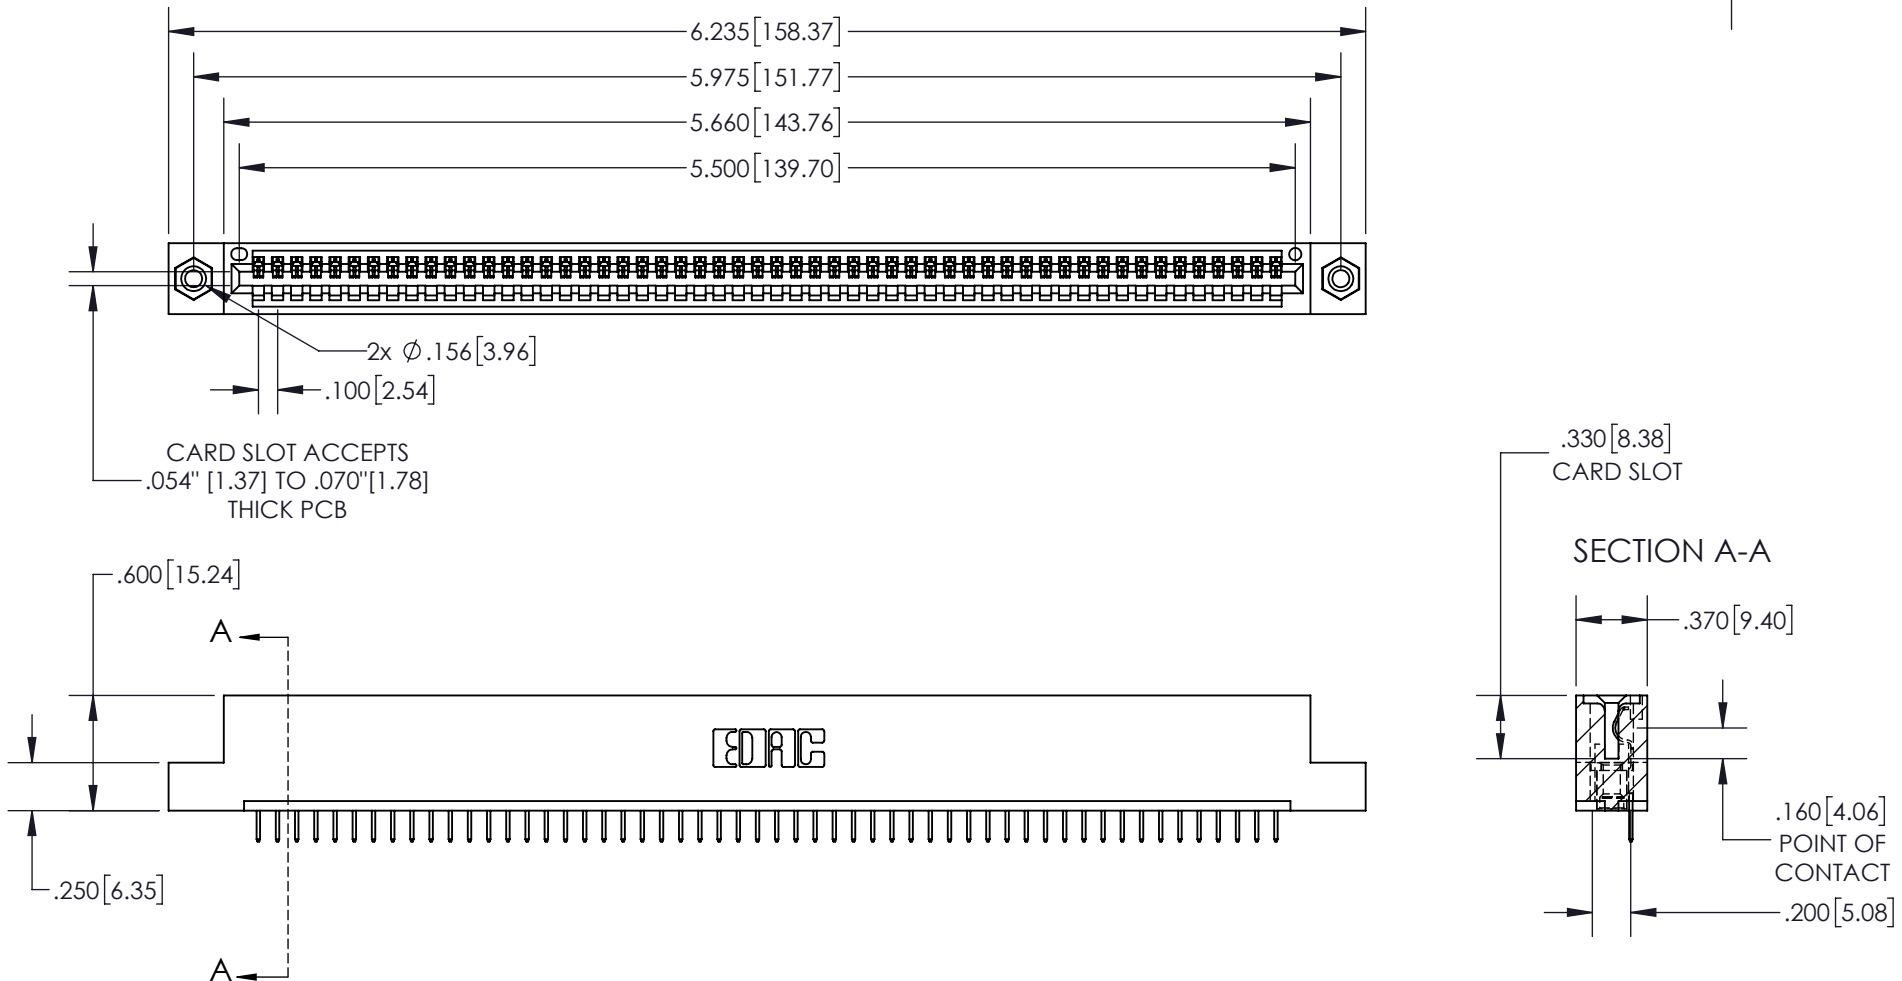 6.235[158.37]
5.975[151.77]
5.660[143.76]
5.500[139.70]
2x Ø.156[3.96]
.100[2.54]
CARD SLOT ACCEPTS
.054" [1.37] TO .070"[1.78]
THICK PCB
.330[8.38]
CARD SLOT
SECTION A-A
.600[15.24]
.370[9.40]
A
EDAC
.160[4.06]
POINT OF
CONTACT
.250[6.35]
.200[5.08]
A